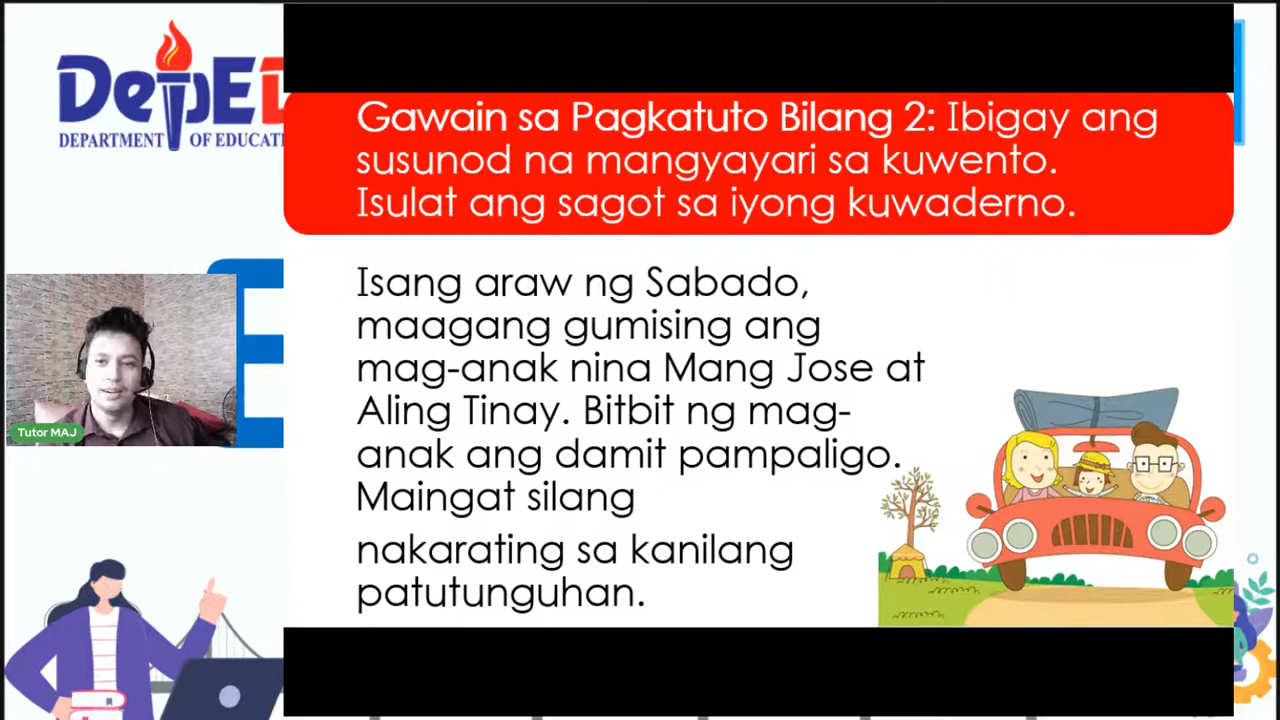 DepED
DEPARTMENT OF EDUCATI
Gawain sa Pagkatuto Bilang 2: Ibigay ang
susunod na mangyayari sa kuwento.
Isulat ang sagot sa iyong kuwaderno.
Isang araw ng Sabado,
maagang gumising ang
mag-anak nina Mang Jose at
Aling Tinay. Bitbit ng mag-
anak ang damit pampaligo.
Maingat silang
nakarating sa kanilang
patutunguhan.
Tutor MAJ